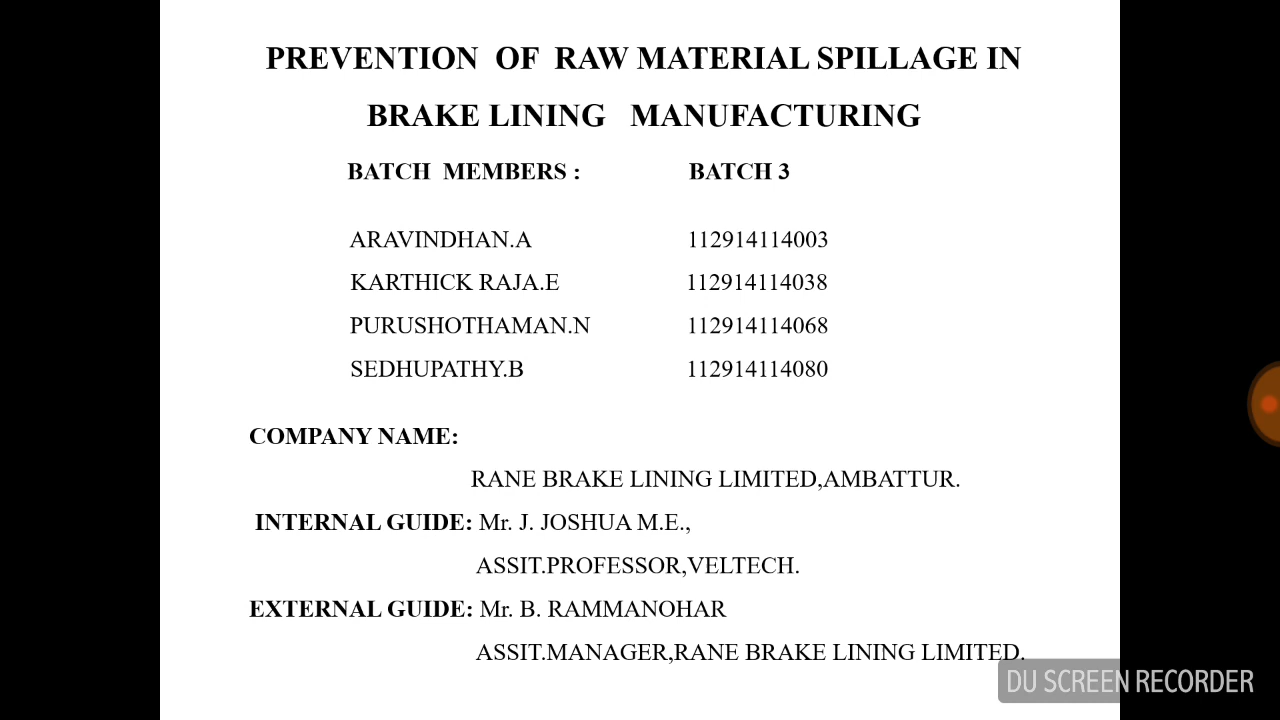 PREVENTION OF RAW MATERIAL SPILLAGE IN
BRAKE LINING MANUFACTURING
BATCH MEMBERS : BATCH 3
ARAVINDHAN.A 112914114003
KARTHICK RAJA.E 112914114038
PURUSHOTHAMAN.N 112914114068
SEDHUPATHY.B 112914114080
COMPANY NAME:
RANE BRAKE LINING LIMITED,AMBATTUR.
INTERNAL GUIDE: Mr. J. JOSHUA M.E.,
ASSIT.PROFESSOR,VELTECH.
EXTERNAL GUIDE: Mr. B. RAMMANOHAR
ASSIT.MANAGER,RANE BRAKE LINING LIMITED.
DU SCREEN RECORDER